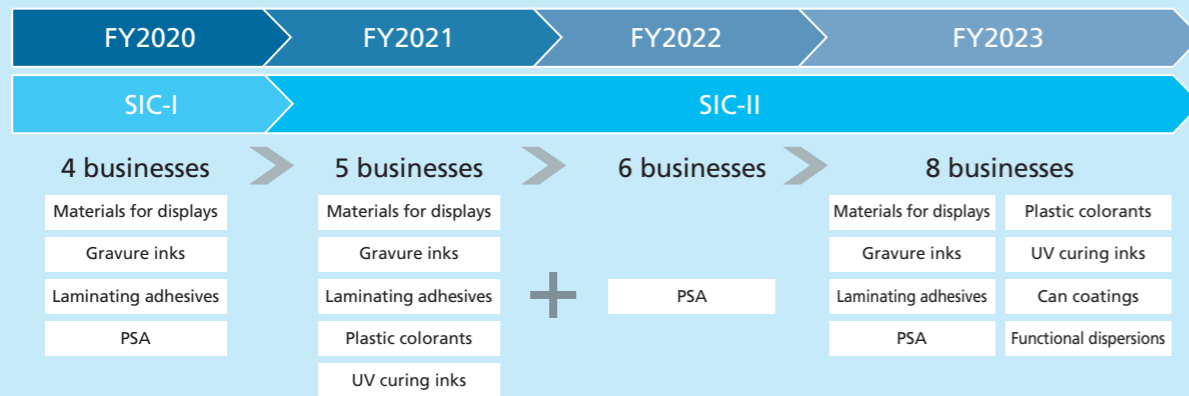 FY2020
FY2021
FY2022
FY2023
SIC-I
SIC-II
4 businesses
5 businesses
6 businesses
8 businesses
Materials for displays
Gravure inks
Laminating adhesives
PSA
Materials for displays
Gravure inks
Laminating adhesives
Plastic colorants
UV curing inks
+
PSA
Materials for displays
Gravure inks
Laminating adhesives
PSA
Plastic colorants
UV curing inks
Can coatings
Functional dispersions